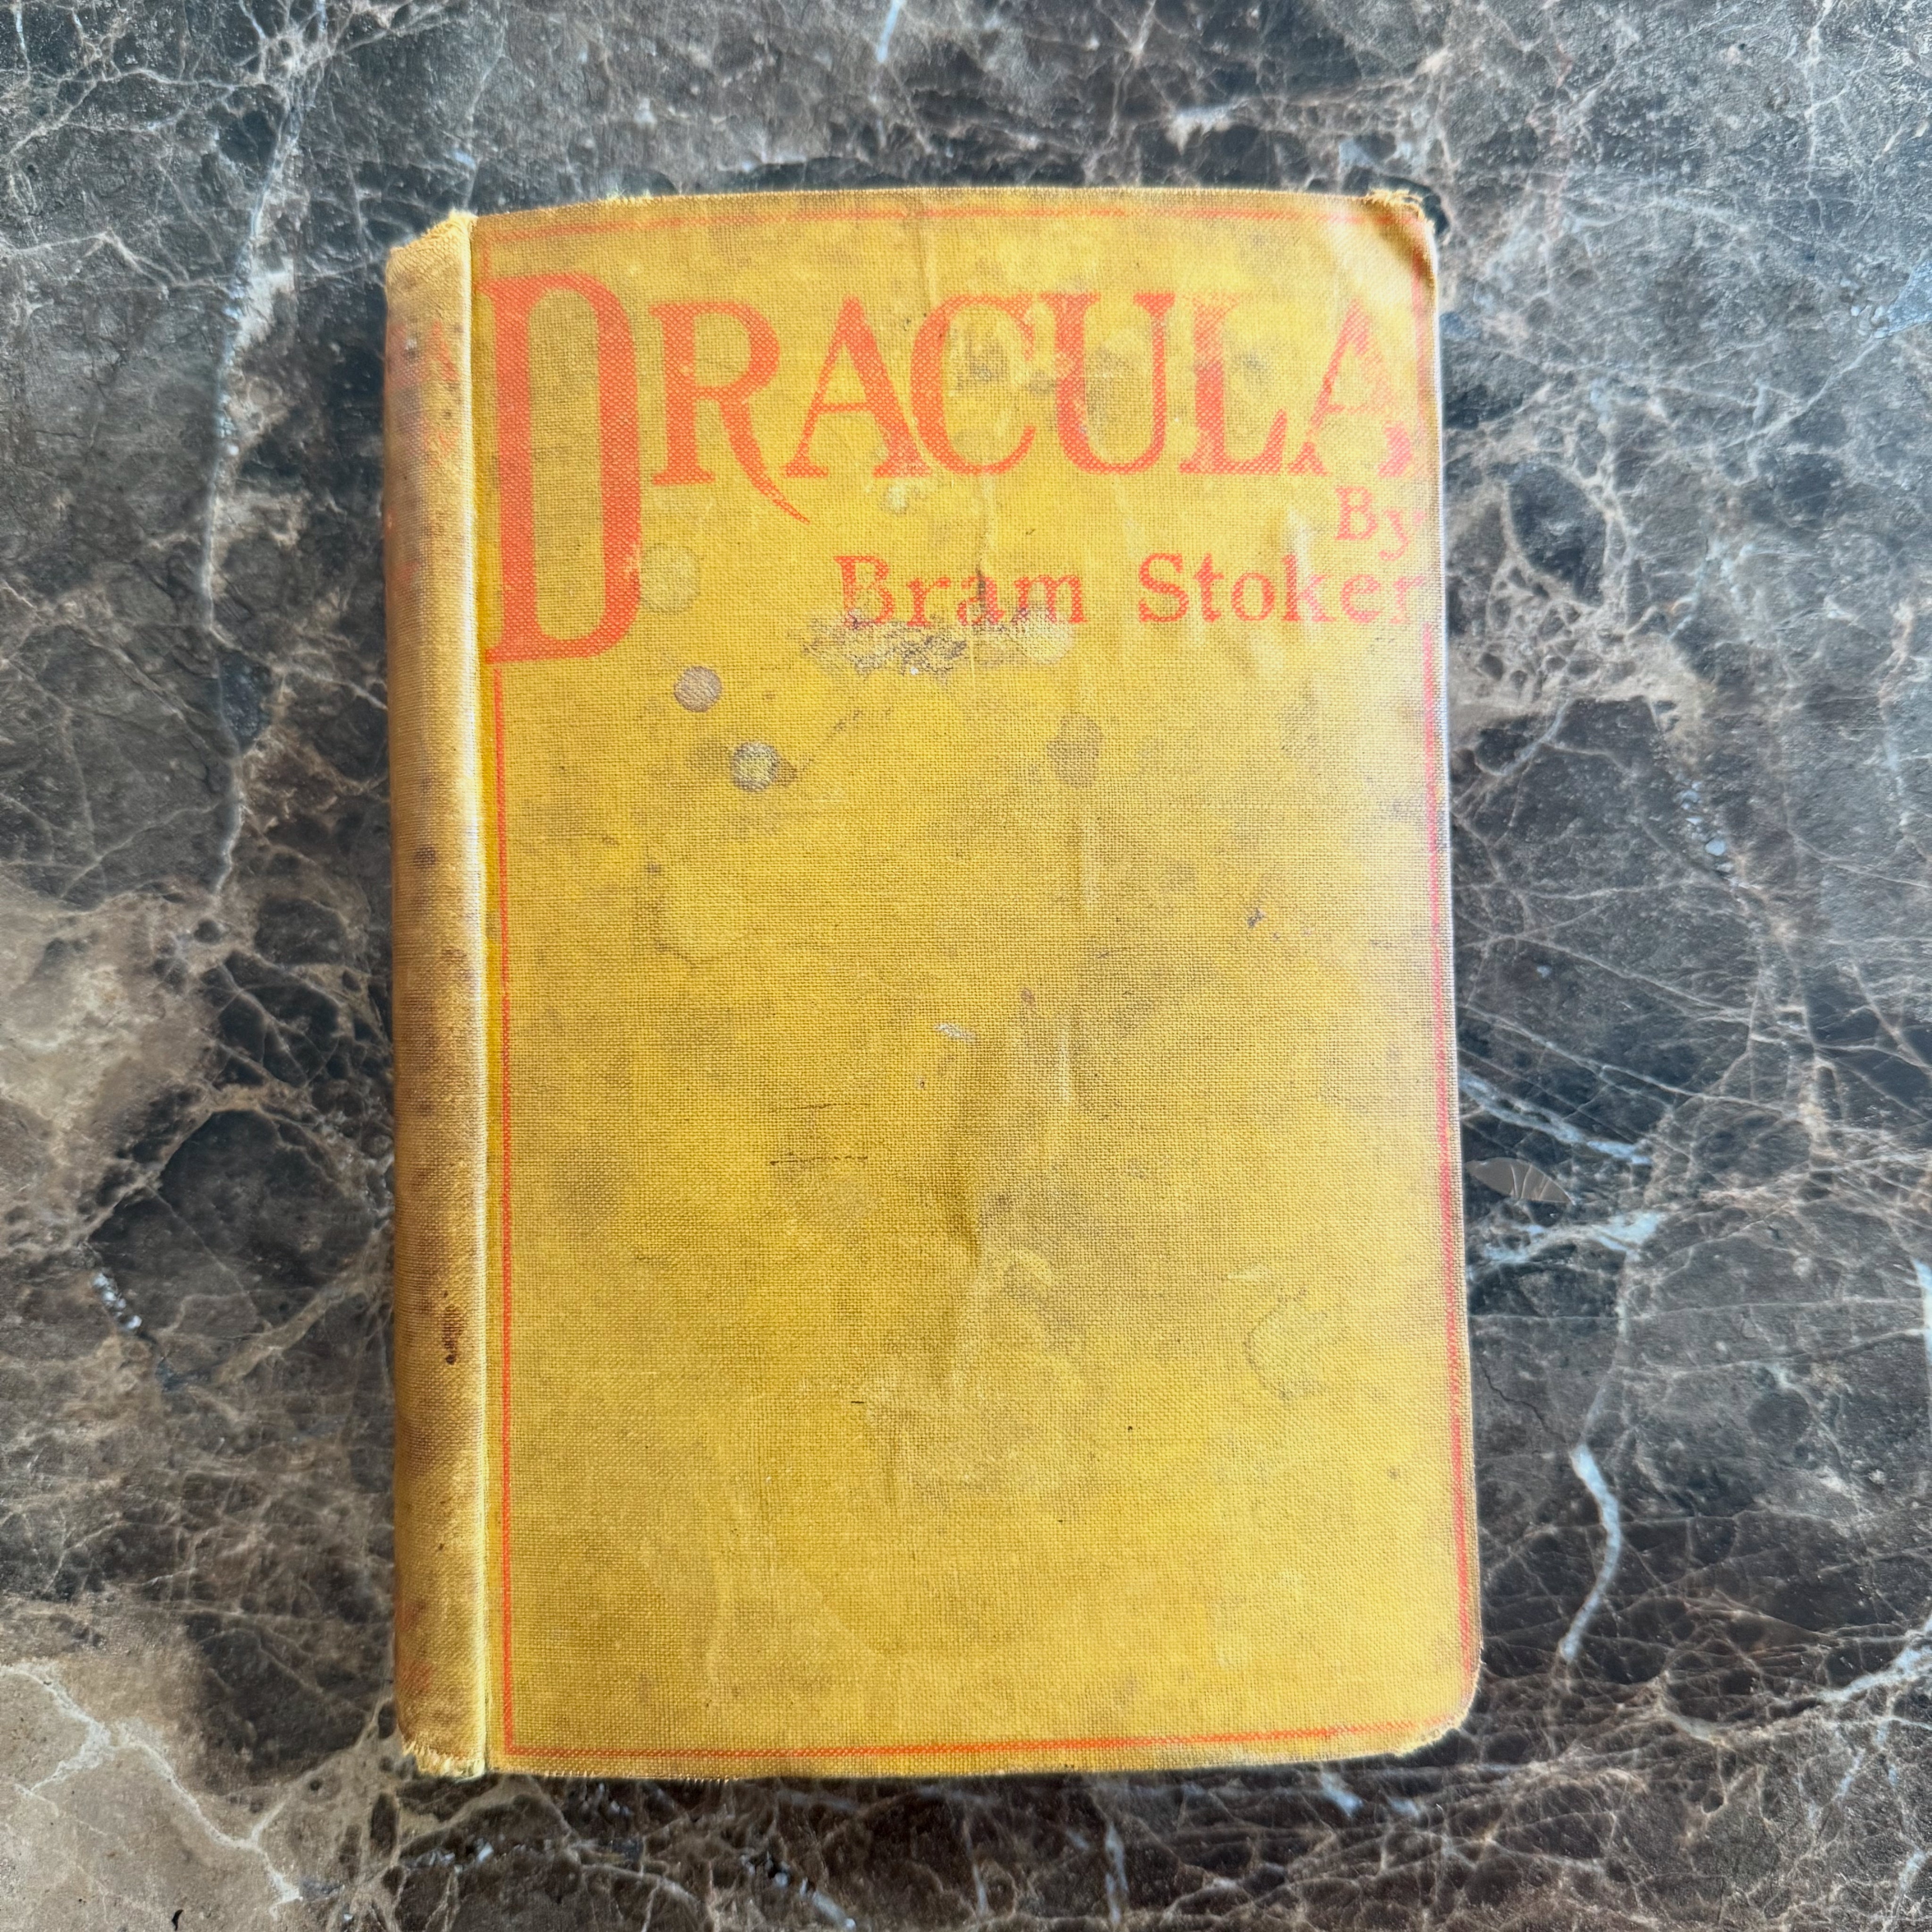 DRACULA
By
Bram Stoker